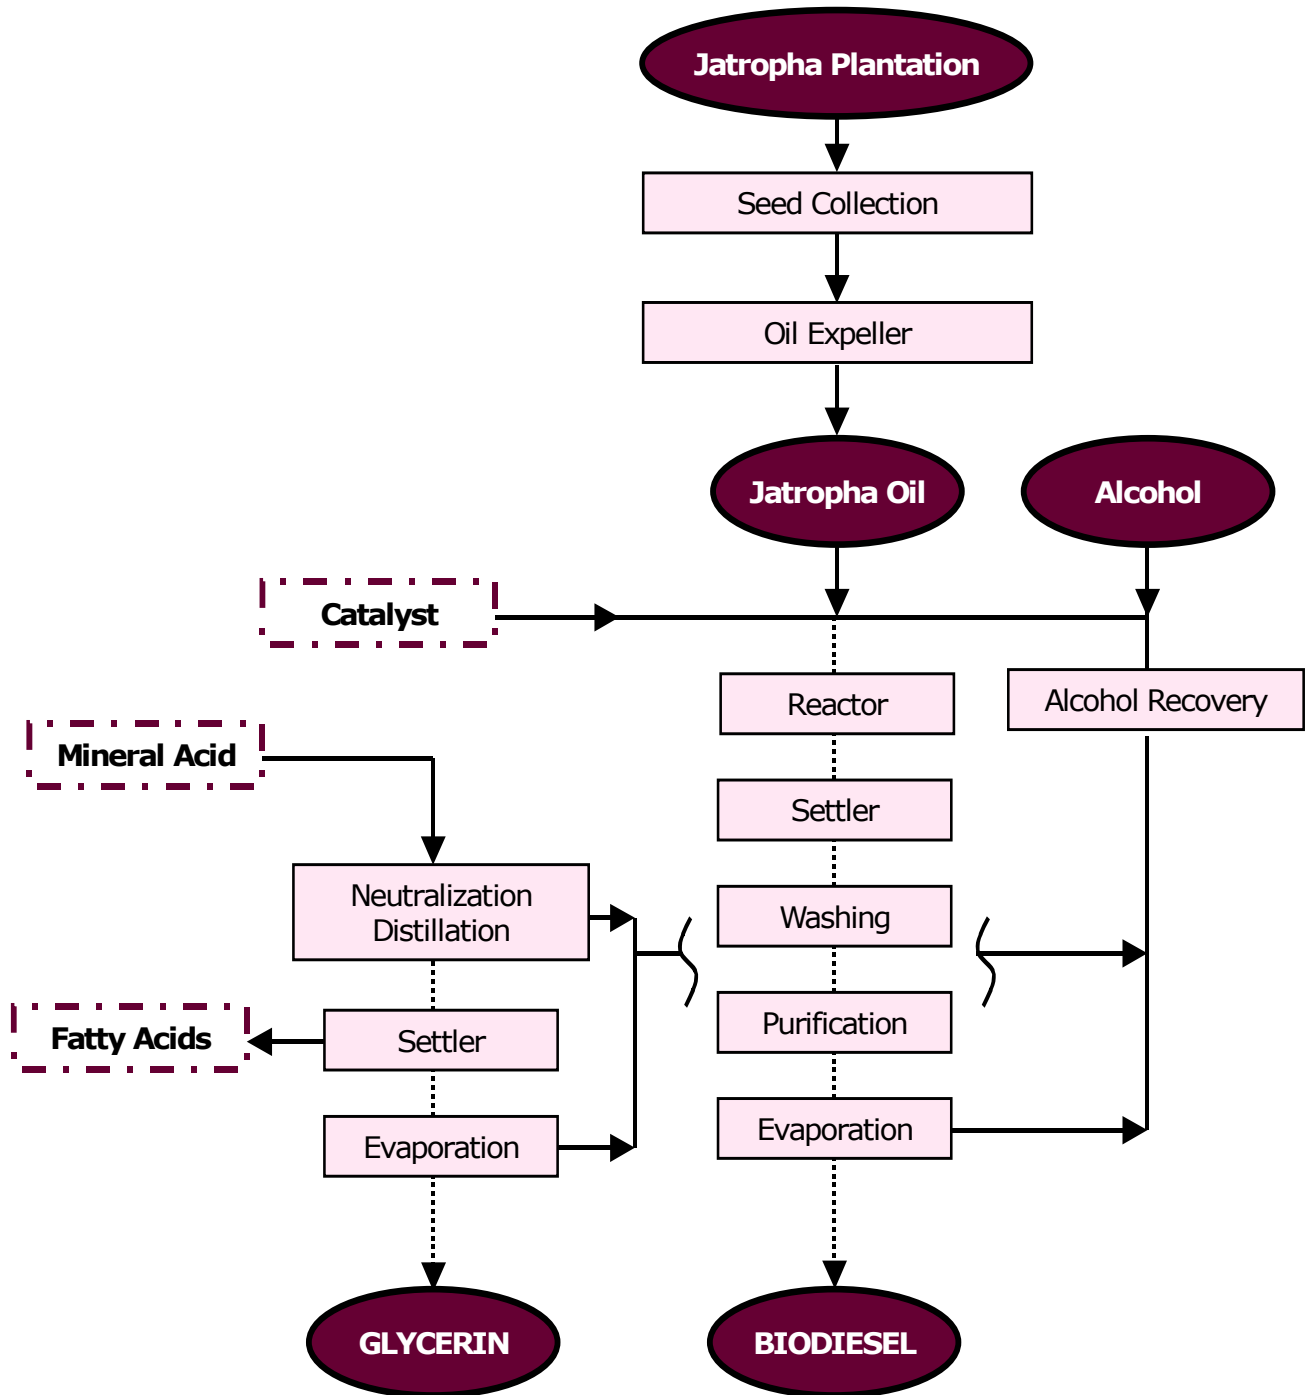 Jatropha Plantation
Seed Collection
Oil Expeller
Jatropha Oil
Alcohol
Catalyst
Reactor
Alcohol Recovery
Mineral Acid
Settler
Neutralization
Distillation
Washing
Fatty Acids
Settler
Purification
Evaporation
Evaporation
GLYCERIN
BIODIESEL